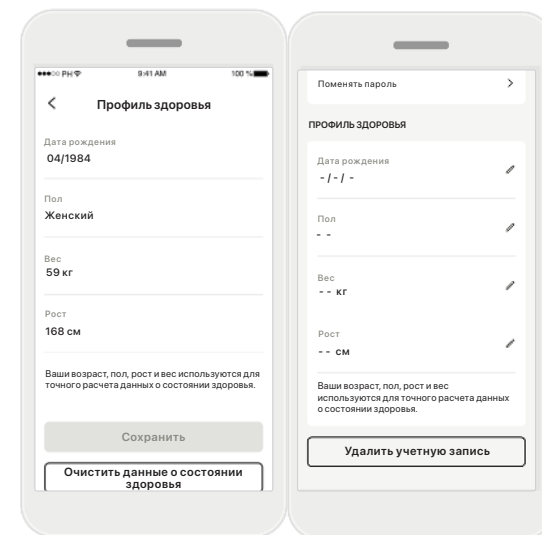 PH
9:41 AM
100 %
Профиль здоровья
Дата рождения
04/1984
Пол
Женский
Вес
59 кг
Рост
168 см
Ваши возраст, пол, рост и вес используются для
точного расчета данных о состоянии здоровья.
Сохранить
Очистить данные о состоянии
здоровья
Поменять пароль
ПРОФИЛЬ ЗДОРОВЬЯ
Дата рождения
- / - / -
Пол
- -
Вес
- - кг
Рост
- - см
Ваши возраст, пол, рост и вес
используются для точного расчета данных
о состоянии здоровья.
Удалить учетную запись